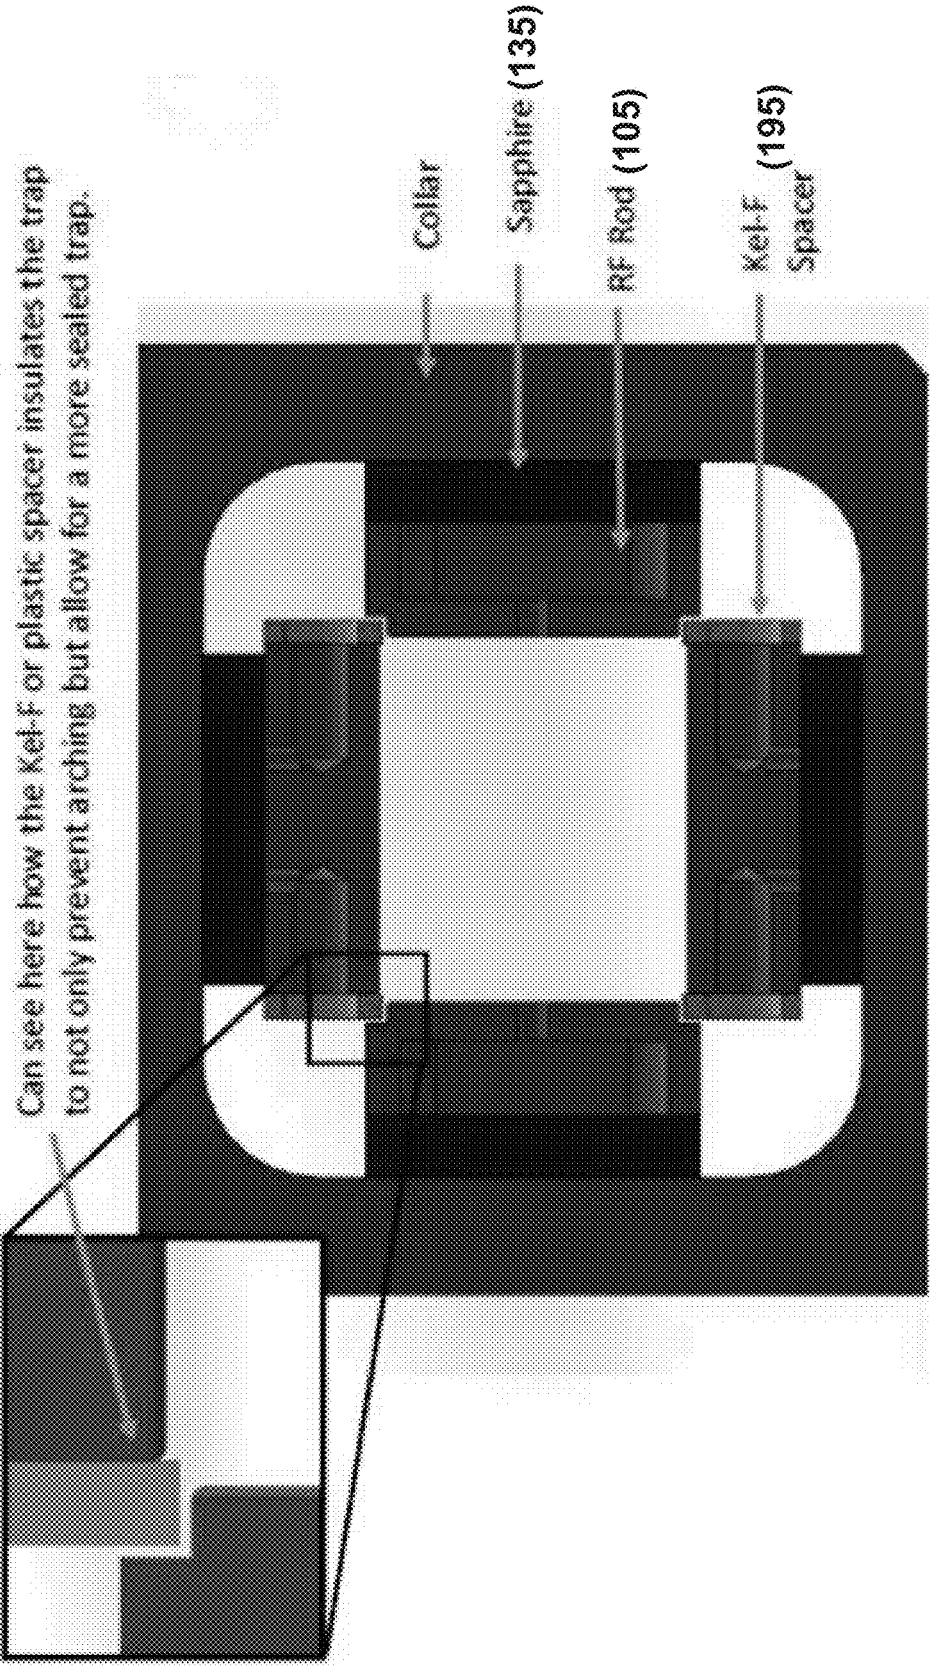 Can see here how the Kel-F or plastic spacer insulates the trap
to not only prevent arching but allow for a more sealed trap.
Collar
Sapphire (135)
RF Rod (105)
Kel-F (195)
Spacer